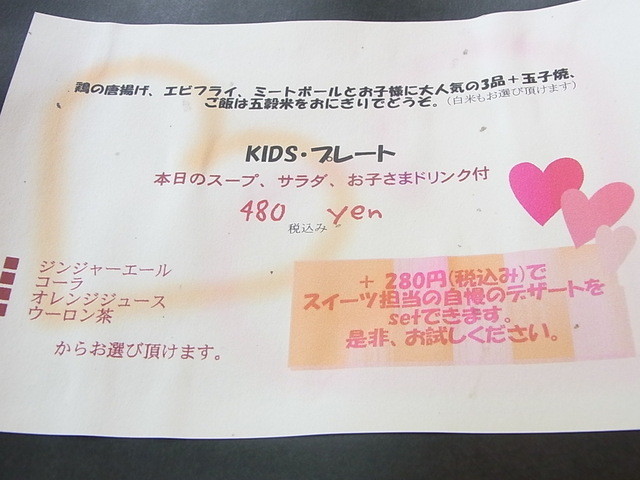 鶏の唐揚げ、エビフライ、ミートボールとお子様に大人気の3品＋玉子焼、
ご飯は五穀米をおにぎりでどうぞ。（白米もお選び頂けます）
KIDS・プレート
本日のスープ、サラダ、お子さまドリンク付
480 yen
税込み
ジンジャーエール
コーラ
オレンジジュース
ウーロン茶
からお選び頂けます。
＋ 280円(税込み)で
スイーツ担当の自慢のデザートを
setできます。
是非、お試しください。